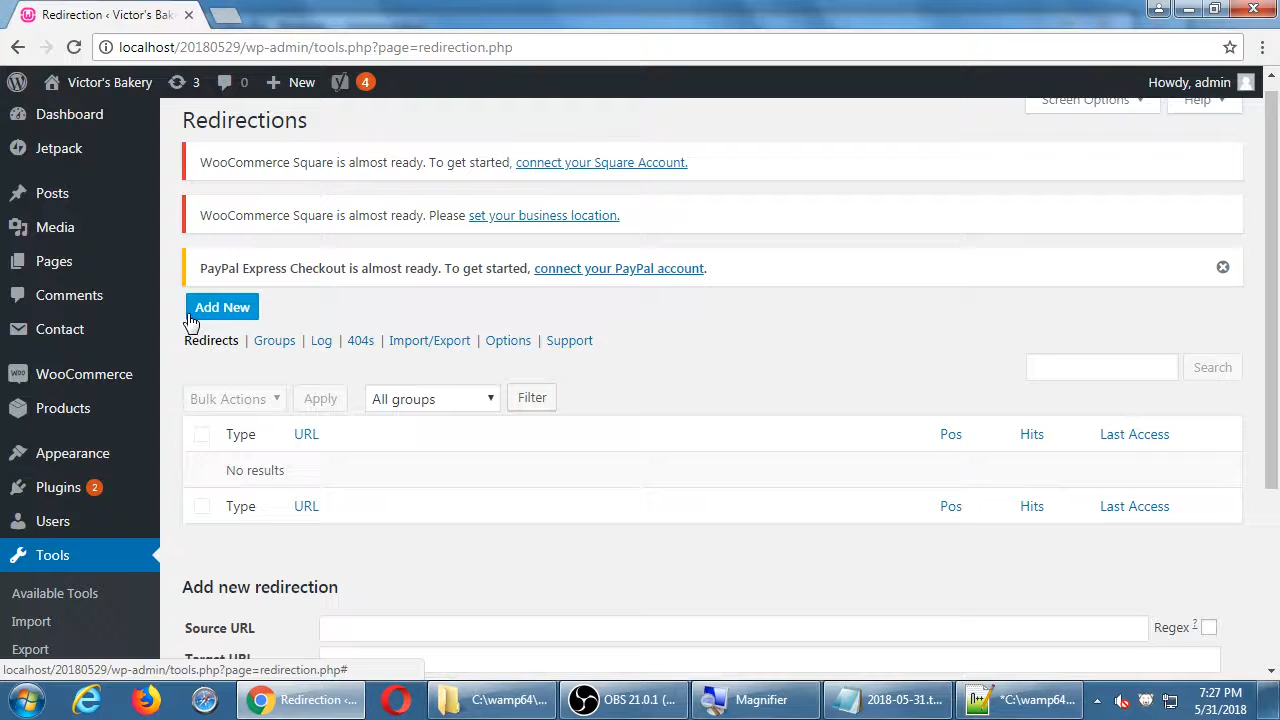 Redirection ‹ Victor's Bak
localhost/20180529/wp-admin/tools.php?page=redirection.php
Victor's Bakery 3 0 New 4 Howdy, admin
Screen Options Help
Dashboard
Jetpack
Posts
Media
Pages
Comments
Contact
WooCommerce
Products
Appearance
Plugins 2
Users
Tools
Available Tools
Import
Export
Redirections
WooCommerce Square is almost ready. To get started, connect your Square Account.
WooCommerce Square is almost ready. Please set your business location.
PayPal Express Checkout is almost ready. To get started, connect your PayPal account.
Add New
Redirects | Groups | Log | 404s | Import/Export | Options | Support
Search
Bulk Actions Apply All groups Filter
Type URL Pos Hits Last Access
No results
Type URL Pos Hits Last Access
Add new redirection
Source URL Regex ?
Target URL
localhost/20180529/wp-admin/tools.php?page=redirection.php#
Redirection ‹... C:\wamp64\... OBS 21.0.1 (... Magnifier 2018-05-31.t... *C:\wamp64... 7:27 PM
5/31/2018